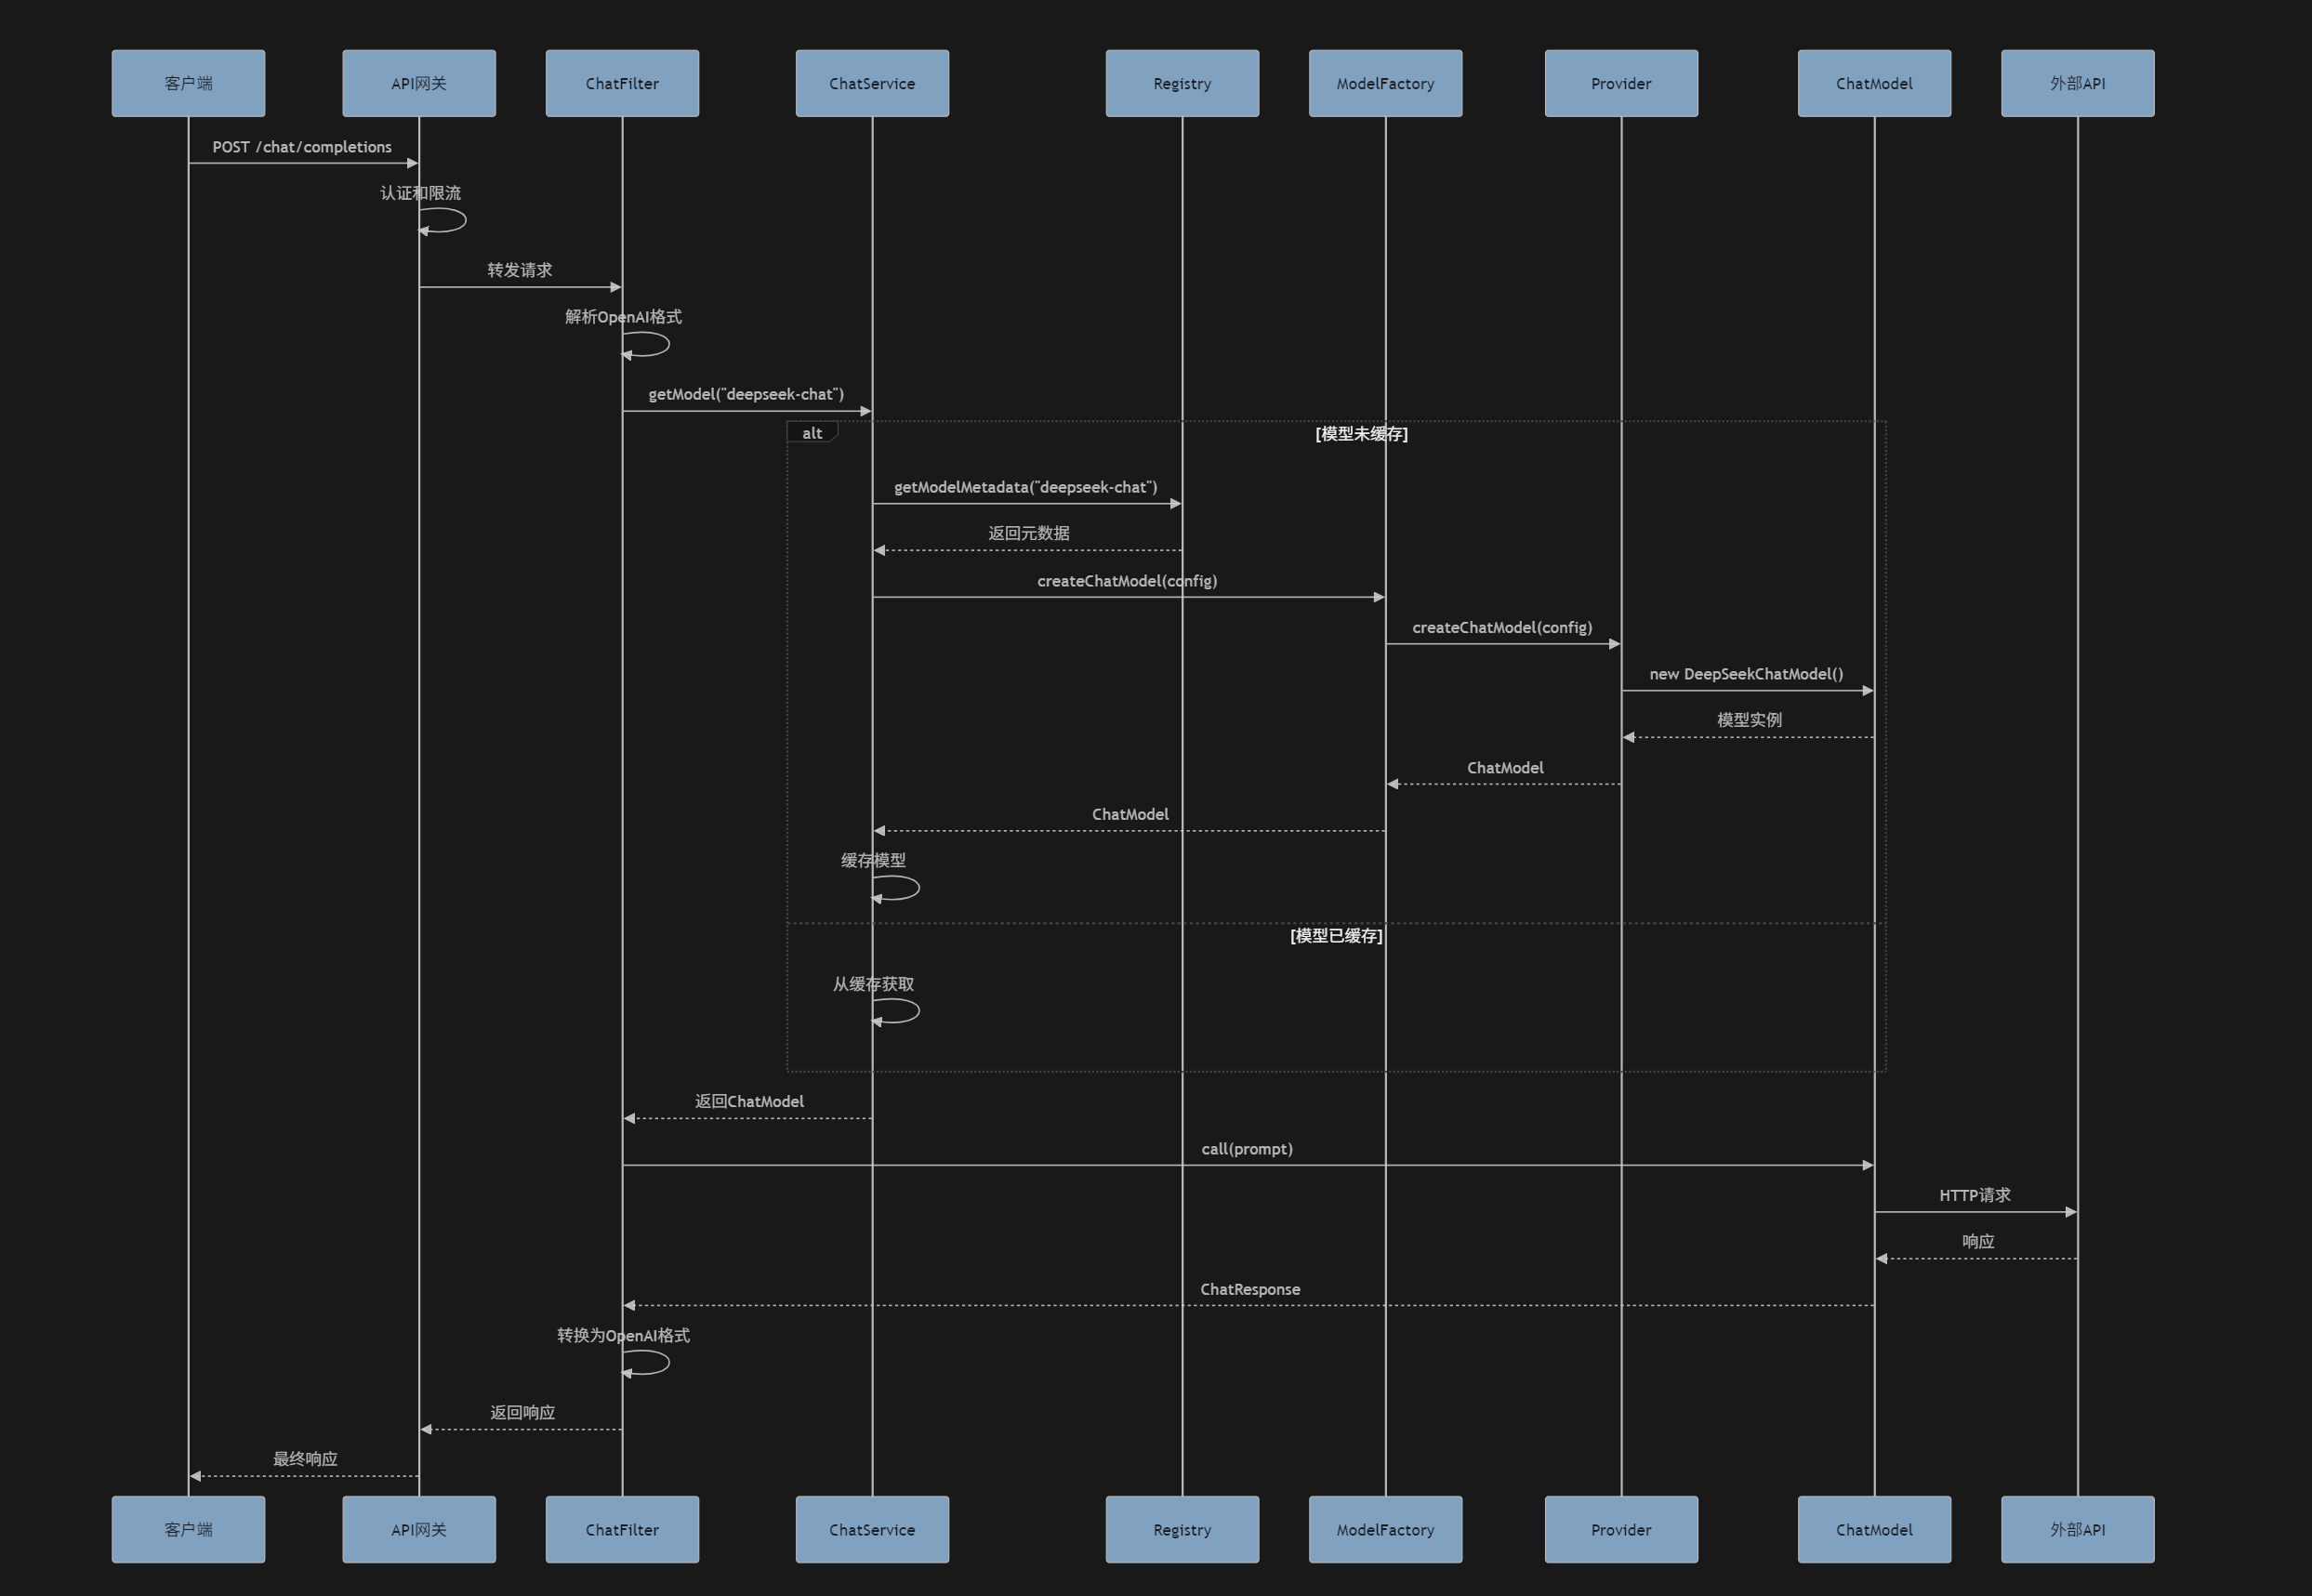 客户端
API网关
ChatFilter
ChatService
Registry
ModelFactory
Provider
ChatModel
外部API
POST /chat/completions
认证和限流
转发请求
解析OpenAI格式
getModel("deepseek-chat")
alt
[模型未缓存]
getModelMetadata("deepseek-chat")
返回元数据
createChatModel(config)
createChatModel(config)
new DeepSeekChatModel()
模型实例
ChatModel
ChatModel
缓存模型
[模型已缓存]
从缓存获取
返回ChatModel
call(prompt)
HTTP请求
响应
ChatResponse
转换为OpenAI格式
返回响应
最终响应
客户端
API网关
ChatFilter
ChatService
Registry
ModelFactory
Provider
ChatModel
外部API